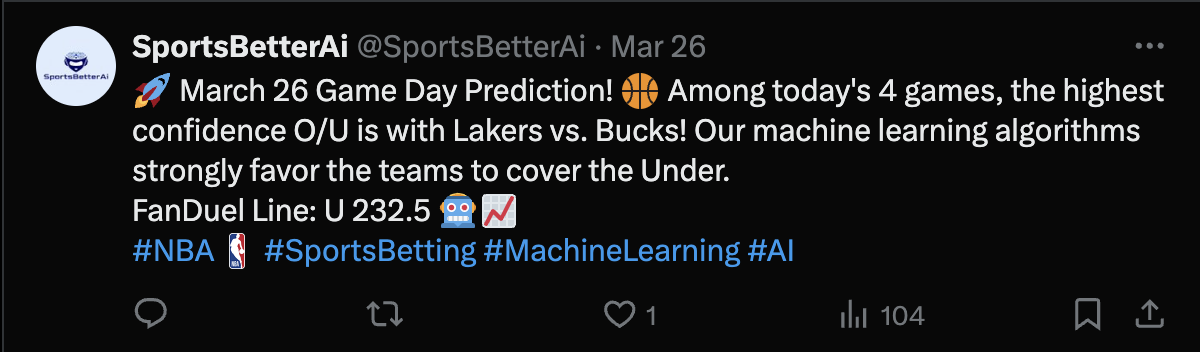 SportsBetterAi @SportsBetterAi · Mar 26
SportsBetterAi
🚀 March 26 Game Day Prediction! 🏀 Among today's 4 games, the highest
confidence O/U is with Lakers vs. Bucks! Our machine learning algorithms
strongly favor the teams to cover the Under.
FanDuel Line: U 232.5 🤖📈
#NBA #SportsBetting #MachineLearning #AI
1 104